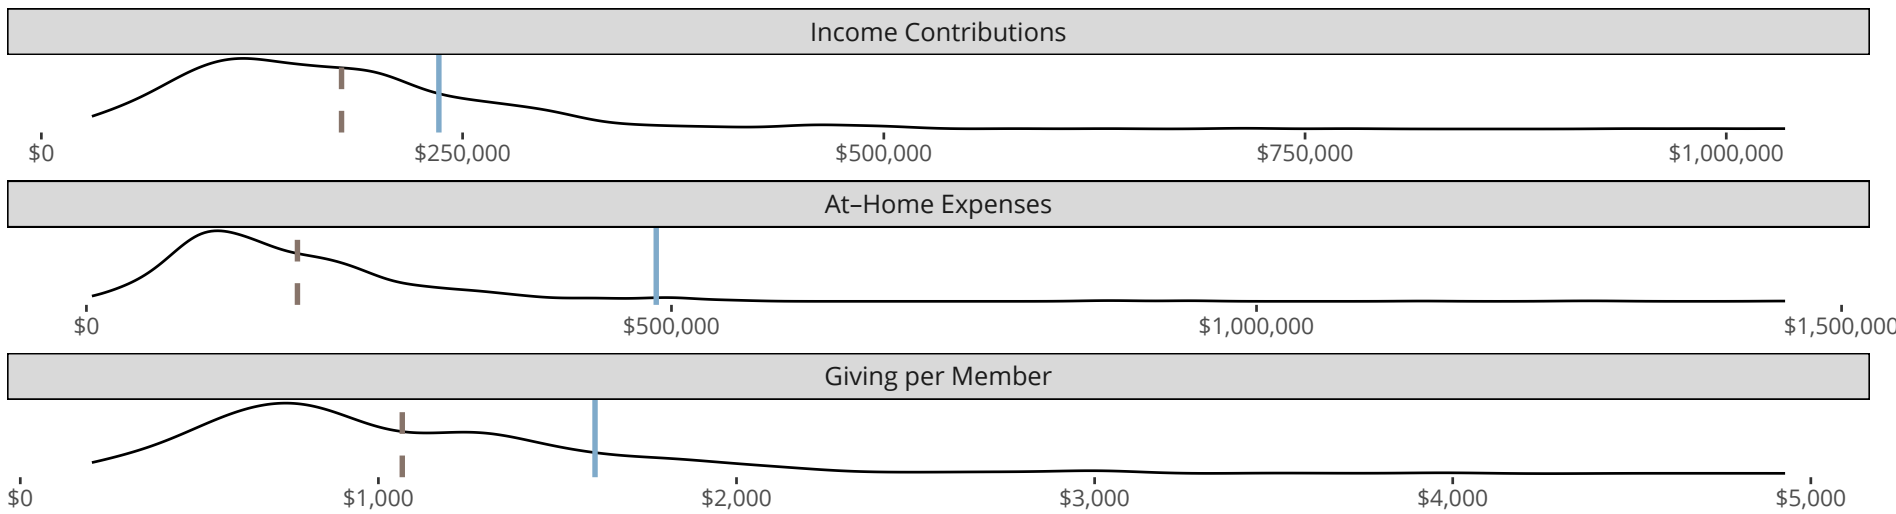 Income Contributions
$0 $250,000 $500,000 $750,000 $1,000,000
At–Home Expenses
$0 $500,000 $1,000,000 $1,500,000
Giving per Member
$0 $1,000 $2,000 $3,000 $4,000 $5,000